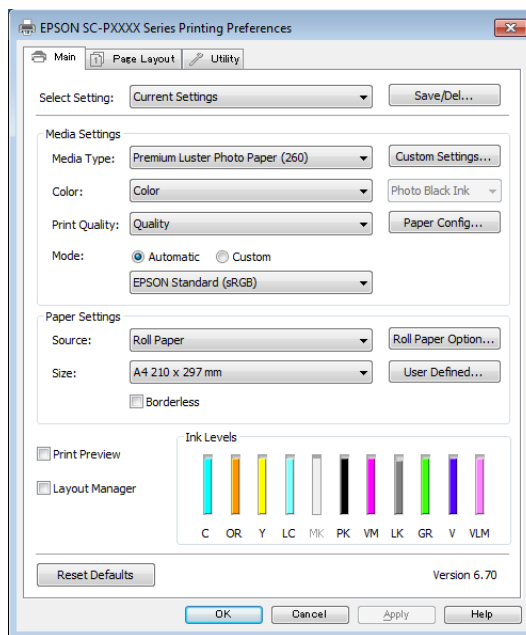 EPSON SC-PXXXX Series Printing Preferences
Main Page Layout Utility
Select Setting: Current Settings Save/Del...
Media Settings
Media Type: Premium Luster Photo Paper (260) Custom Settings...
Color: Color Photo Black Ink
Print Quality: Quality Paper Config...
Mode: Automatic Custom
EPSON Standard (sRGB)
Paper Settings
Source: Roll Paper Roll Paper Option...
Size: A4 210 x 297 mm User Defined...
Borderless
Ink Levels
Print Preview
Layout Manager
C OR Y LC MK PK VM LK GR V VLM
Reset Defaults Version 6.70
OK Cancel Apply Help